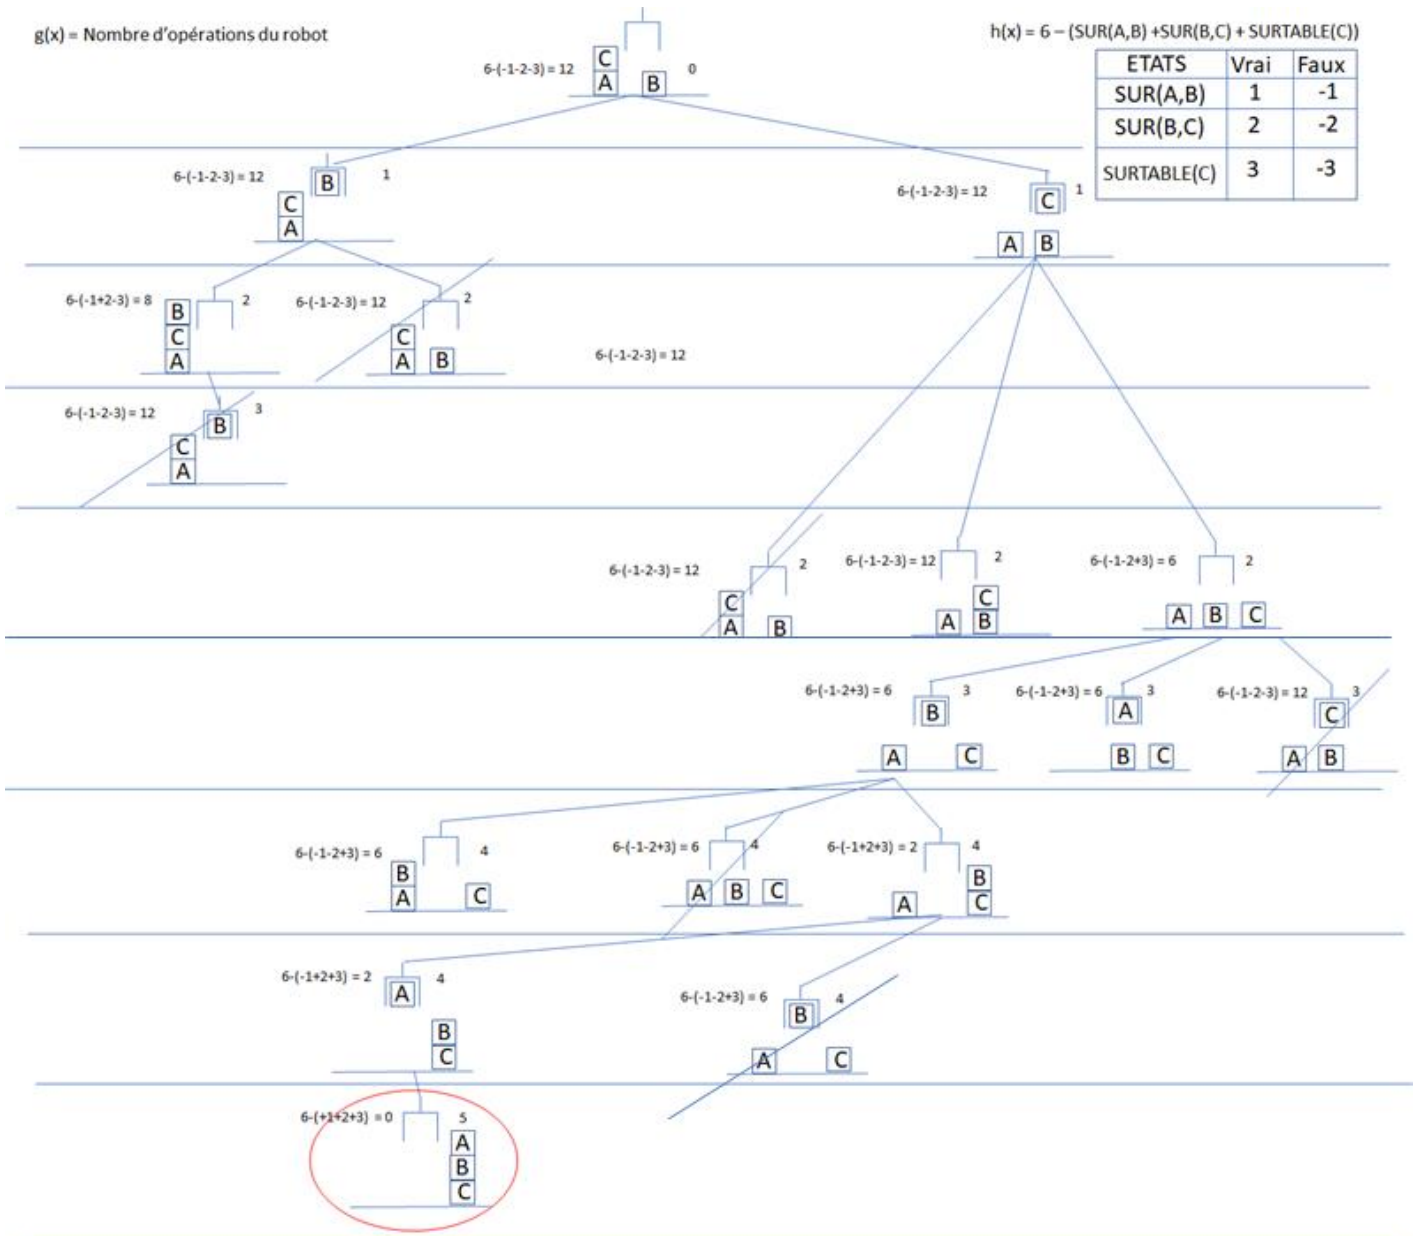 g(x) = Nombre d'opérations du robot
h(x) = 6 – (SUR(A,B) +SUR(B,C) + SURTABLE(C))
ETATS Vrai Faux
SUR(A,B) 1 -1
SUR(B,C) 2 -2
SURTABLE(C) 3 -3
6-(-1-2-3) = 12 0
C
A B
6-(-1-2-3) = 12 1
B
C
A
6-(-1-2-3) = 12 1
C
A B
6-(-1+2-3) = 8 2
B
C
A
6-(-1-2-3) = 12 2
C
A B
6-(-1-2-3) = 12
6-(-1-2-3) = 12 3
B
C
A
6-(-1-2-3) = 12 2
C
A B
6-(-1-2-3) = 12 2
C
A B
6-(-1-2+3) = 6 2
A B C
6-(-1-2+3) = 6 3
B
A C
6-(-1-2+3) = 6 3
A
B C
6-(-1-2-3) = 12 3
C
A B
6-(-1-2+3) = 6 4
B
A C
6-(-1-2+3) = 6 4
A B C
6-(-1+2+3) = 2 4
B
A C
6-(-1+2+3) = 2 4
A
B
C
6-(-1-2+3) = 6 4
B
A C
6-(+1+2+3) = 0 5
A
B
C